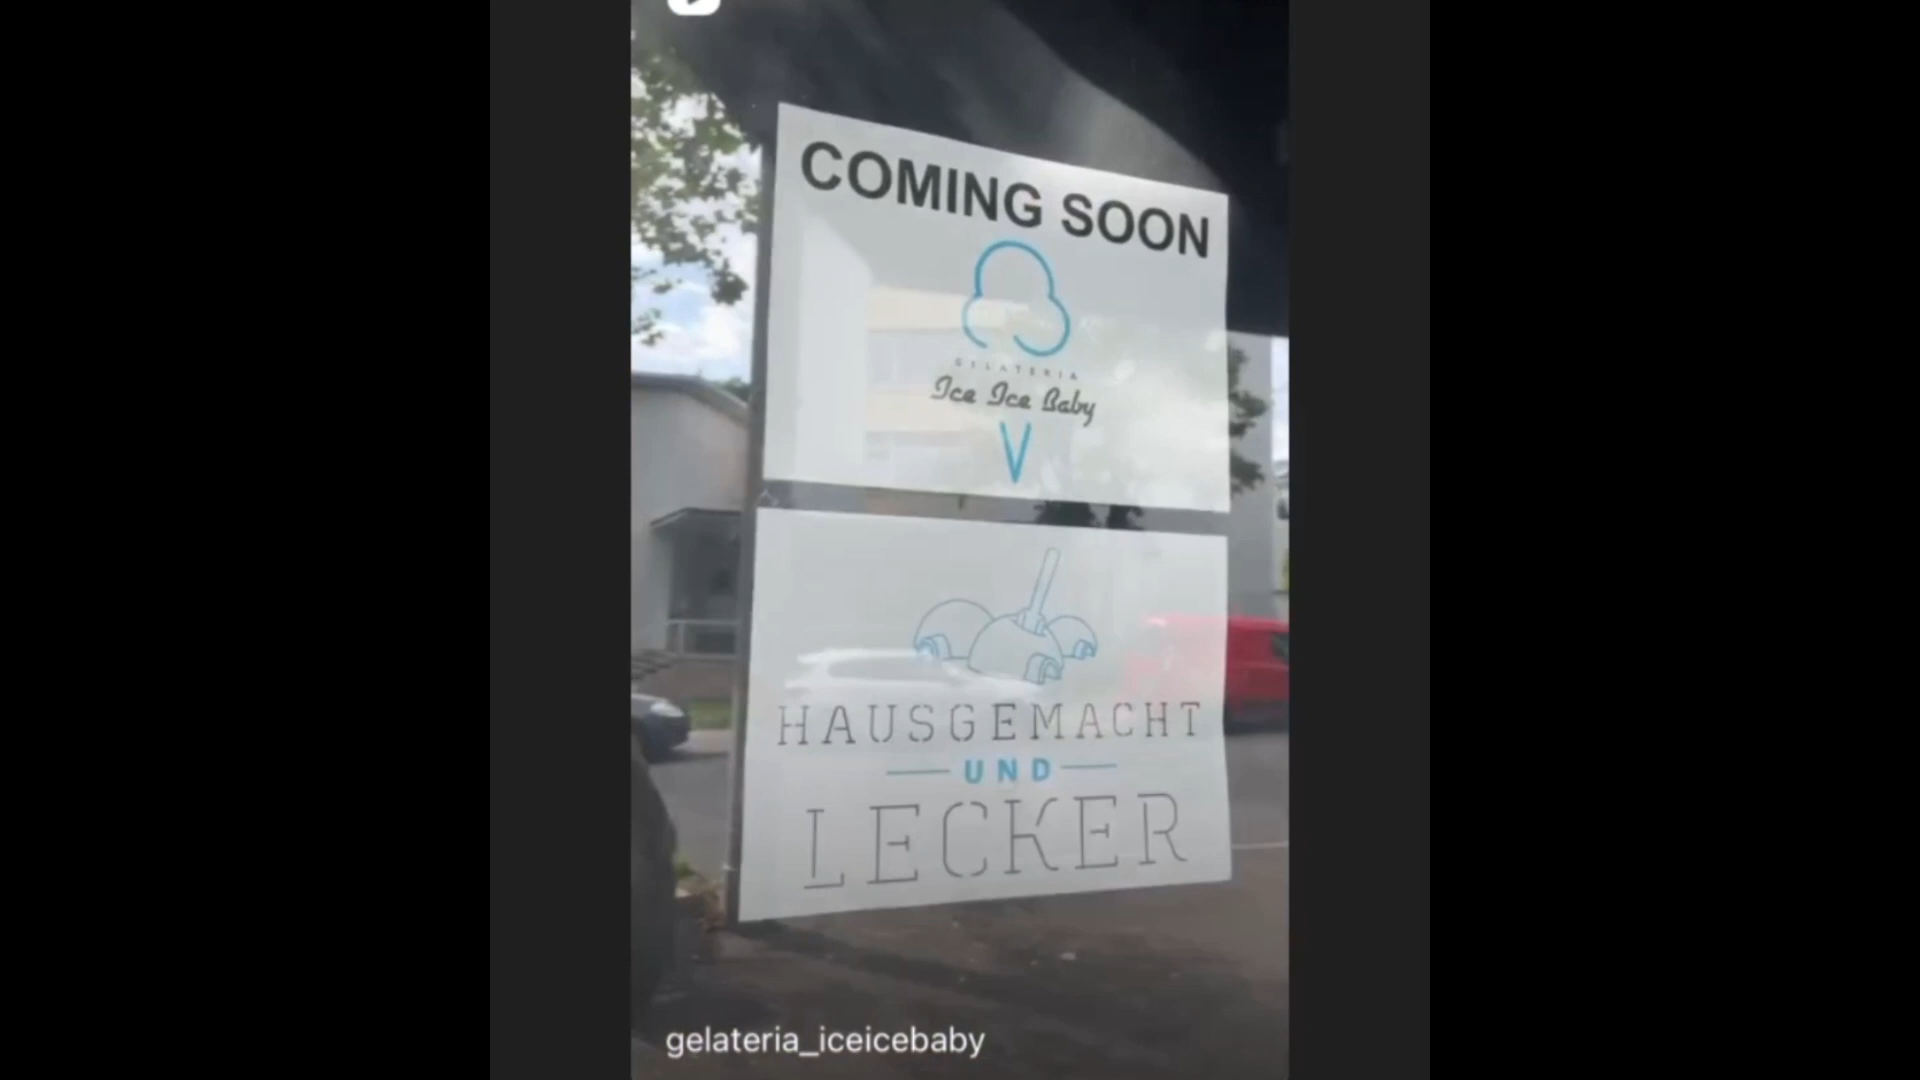 COMING SOON
GELATERIA
Ice Ice Baby
HAUSGEMACHT
UND
LECKER
gelateria_iceicebaby